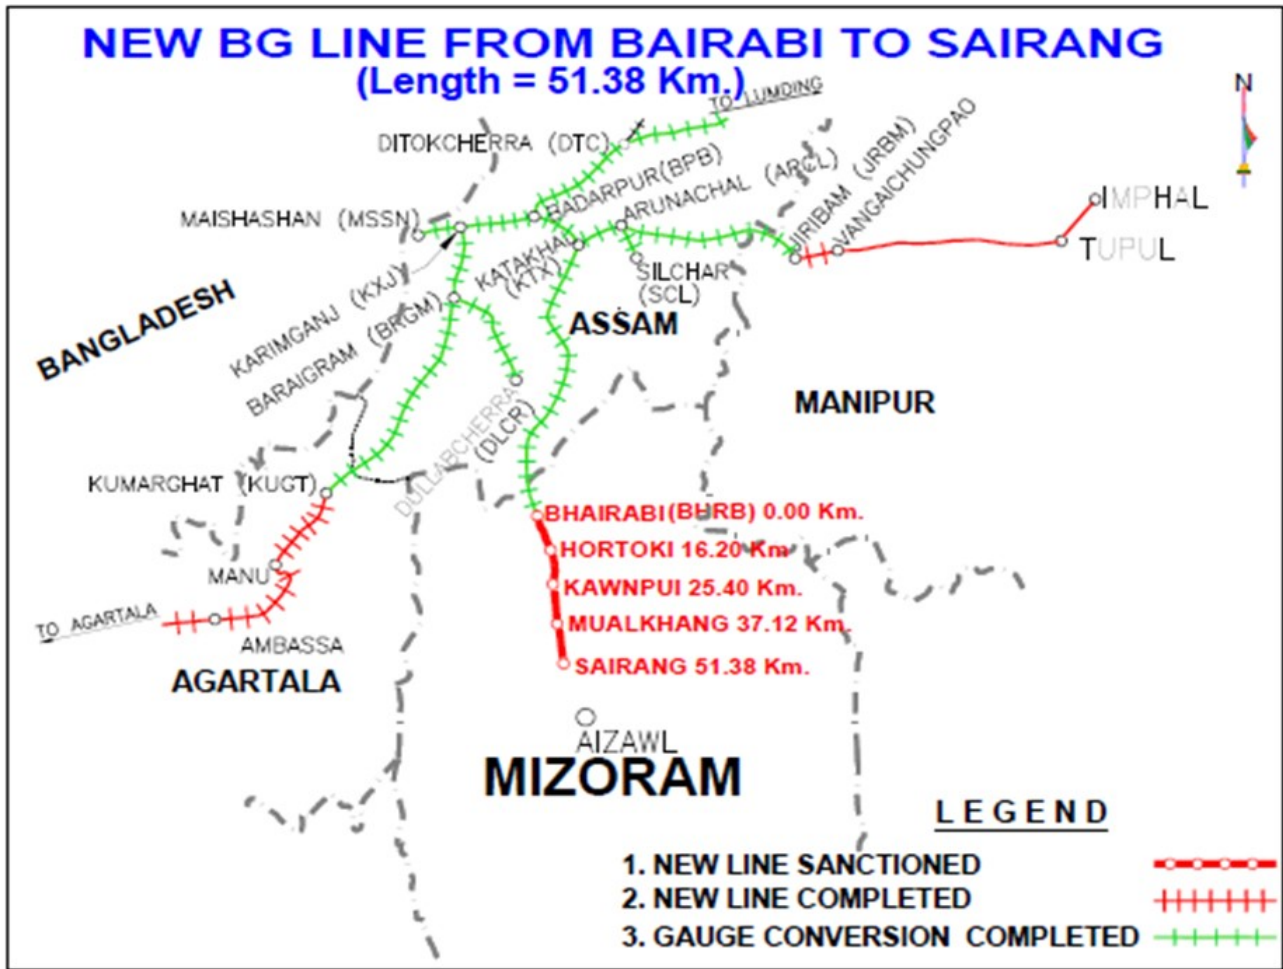 NEW BG LINE FROM BAIRABI TO SAIRANG
(Length = 51.38 Km.)
N
TO LUMDING
DITOKCHERRA (DTC)
BADARPUR(BPB)
ARUNACHAL (ARCL)
JIRIBAM (JRBM)
VANGAICHUNGPAO
MAISHASHAN (MSSN)
IMPHAL
TUPUL
KATAKHAL
(KTX)
SILCHAR
(SCL)
KARIMGANJ (KXJ)
BARAIGRAM (BRGM)
BANGLADESH
ASSAM
MANIPUR
DULLABCHERRA
(DLCR)
KUMARGHAT (KUGT)
BHAIRABI(BHRB) 0.00 Km.
HORTOKI 16.20 Km
KAWNPUI 25.40 Km.
MUALKHANG 37.12 Km.
SAIRANG 51.38 Km.
MANU
TO AGARTALA
AMBASSA
AGARTALA
AIZAWL
MIZORAM
LEGEND
1. NEW LINE SANCTIONED
2. NEW LINE COMPLETED
3. GAUGE CONVERSION COMPLETED